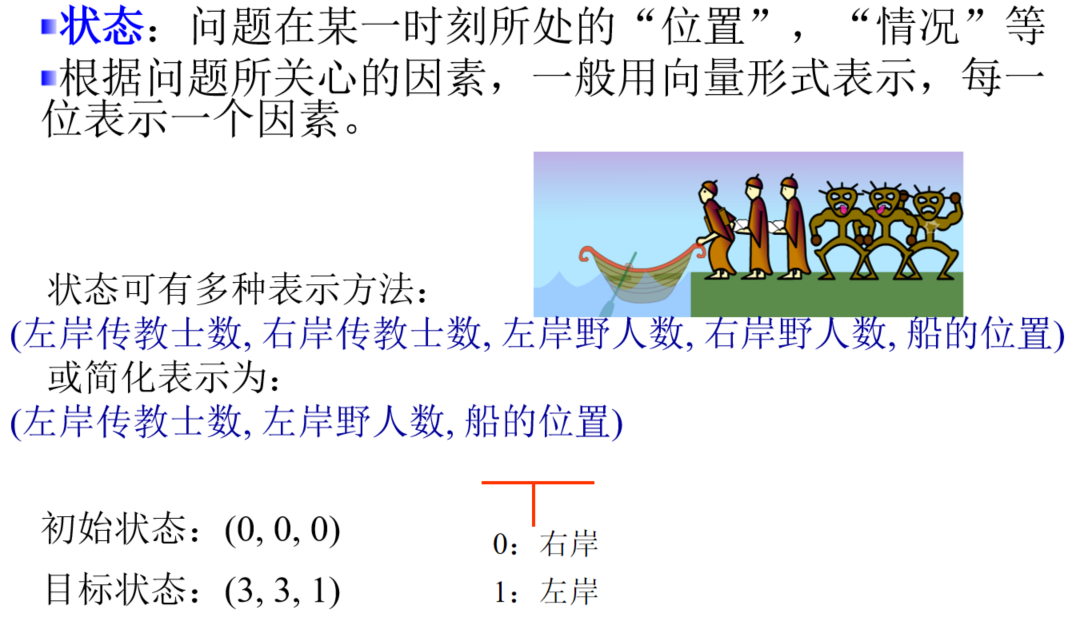 状态：问题在某一时刻所处的“位置”，“情况”等
根据问题所关心的因素，一般用向量形式表示，每一
位表示一个因素。
状态可有多种表示方法：
(左岸传教士数, 右岸传教士数, 左岸野人数, 右岸野人数, 船的位置)
或简化表示为：
(左岸传教士数, 左岸野人数, 船的位置)
初始状态：(0, 0, 0)
0：右岸
目标状态：(3, 3, 1)
1：左岸